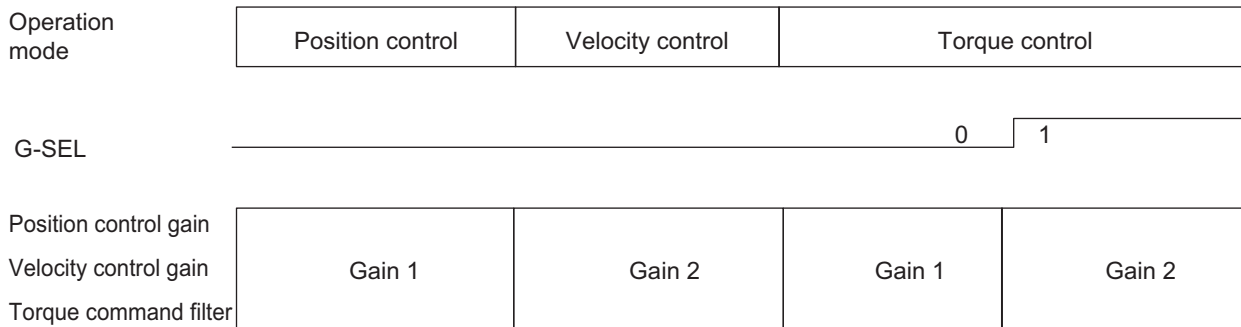 Operation
mode
Position control
Velocity control
Torque control
G-SEL
0
1
Position control gain
Velocity control gain
Torque command filter
Gain 1
Gain 2
Gain 1
Gain 2